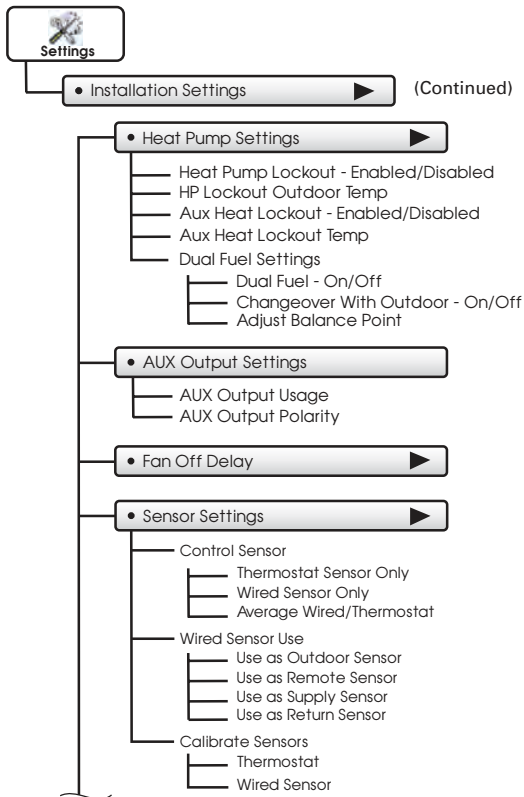 Settings
• Installation Settings
(Continued)
• Heat Pump Settings
Heat Pump Lockout - Enabled/Disabled
HP Lockout Outdoor Temp
Aux Heat Lockout - Enabled/Disabled
Aux Heat Lockout Temp
Dual Fuel Settings
Dual Fuel - On/Off
Changeover With Outdoor - On/Off
Adjust Balance Point
• AUX Output Settings
AUX Output Usage
AUX Output Polarity
• Fan Off Delay
• Sensor Settings
Control Sensor
Thermostat Sensor Only
Wired Sensor Only
Average Wired/Thermostat
Wired Sensor Use
Use as Outdoor Sensor
Use as Remote Sensor
Use as Supply Sensor
Use as Return Sensor
Calibrate Sensors
Thermostat
Wired Sensor